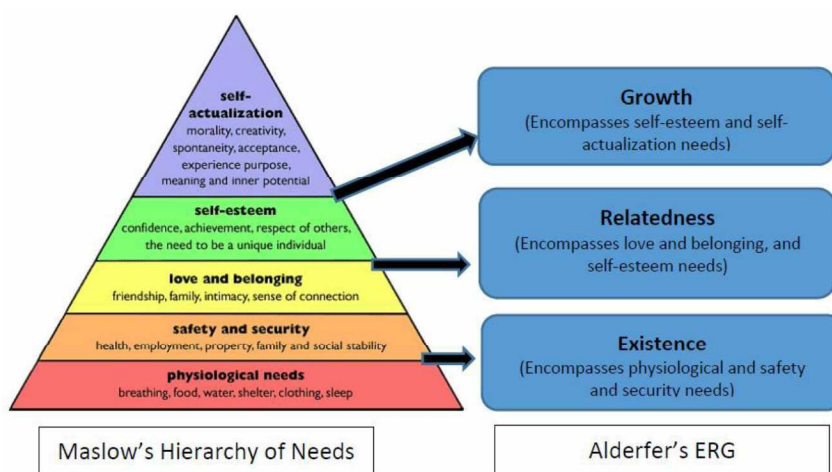 self-
actualization
morality, creativity,
spontaneity, acceptance,
experience purpose,
meaning and inner potential
self-esteem
confidence, achievement, respect of others,
the need to be a unique individual
love and belonging
friendship, family, intimacy, sense of connection
safety and security
health, employment, property, family and social stability
physiological needs
breathing, food, water, shelter, clothing, sleep
Maslow's Hierarchy of Needs
Growth
(Encompasses self-esteem and self-
actualization needs)
Relatedness
(Encompasses love and belonging, and
self-esteem needs)
Existence
(Encompasses physiological and safety
and security needs)
Alderfer's ERG